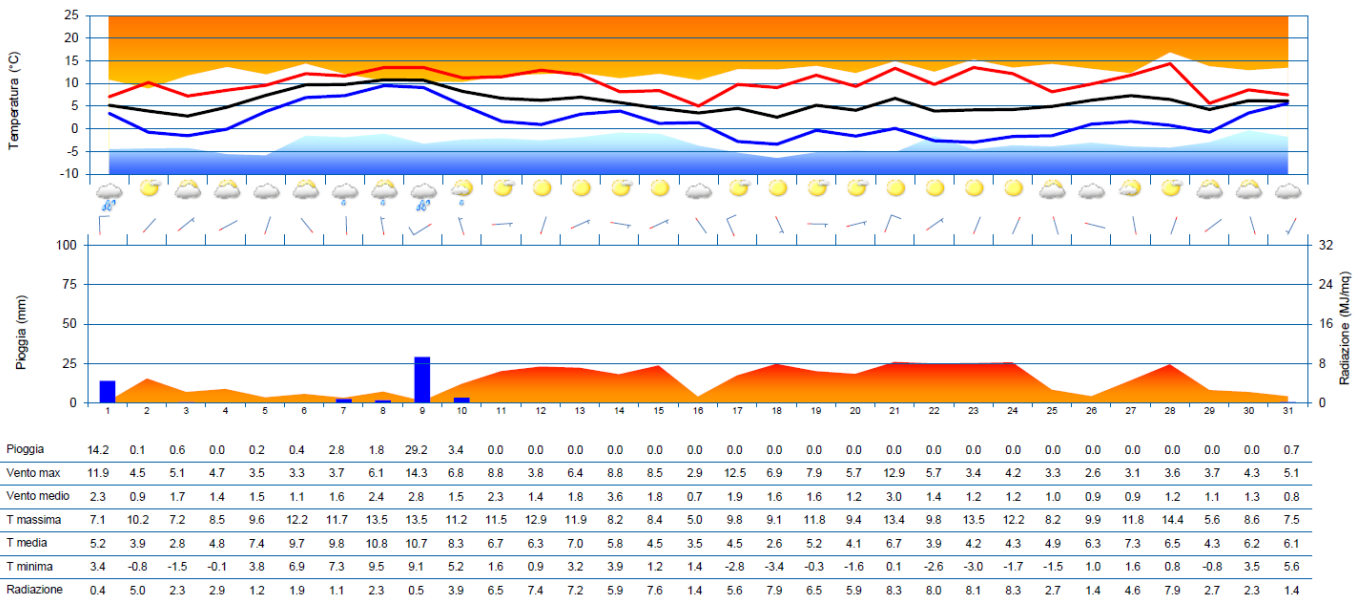 Temperatura (°C)
25
20
15
10
5
0
-5
-10
Pioggia (mm)
100
75
50
25
0
Radiazione (MJ/mq)
32
24
16
8
0
1 2 3 4 5 6 7 8 9 10 11 12 13 14 15 16 17 18 19 20 21 22 23 24 25 26 27 28 29 30 31
Pioggia 14.2 0.1 0.6 0.0 0.2 0.4 2.8 1.8 29.2 3.4 0.0 0.0 0.0 0.0 0.0 0.0 0.0 0.0 0.0 0.0 0.0 0.0 0.0 0.0 0.0 0.0 0.0 0.0 0.0 0.0 0.7
Vento max 11.9 4.5 5.1 4.7 3.5 3.3 3.7 6.1 14.3 6.8 8.8 3.8 6.4 8.8 8.5 2.9 12.5 6.9 7.9 5.7 12.9 5.7 3.4 4.2 3.3 2.6 3.1 3.6 3.7 4.3 5.1
Vento medio 2.3 0.9 1.7 1.4 1.5 1.1 1.6 2.4 2.8 1.5 2.3 1.4 1.8 3.6 1.8 0.7 1.9 1.6 1.6 1.2 3.0 1.4 1.2 1.2 1.0 0.9 0.9 1.2 1.1 1.3 0.8
T massima 7.1 10.2 7.2 8.5 9.6 12.2 11.7 13.5 13.5 11.2 11.5 12.9 11.9 8.2 8.4 5.0 9.8 9.1 11.8 9.4 13.4 9.8 13.5 12.2 8.2 9.9 11.8 14.4 5.6 8.6 7.5
T media 5.2 3.9 2.8 4.8 7.4 9.7 9.8 10.8 10.7 8.3 6.7 6.3 7.0 5.8 4.5 3.5 4.5 2.6 5.2 4.1 6.7 3.9 4.2 4.3 4.9 6.3 7.3 6.5 4.3 6.2 6.1
T minima 3.4 -0.8 -1.5 -0.1 3.8 6.9 7.3 9.5 9.1 5.2 1.6 0.9 3.2 3.9 1.2 1.4 -2.8 -3.4 -0.3 -1.6 0.1 -2.6 -3.0 -1.7 -1.5 1.0 1.6 0.8 -0.8 3.5 5.6
Radiazione 0.4 5.0 2.3 2.9 1.2 1.9 1.1 2.3 0.5 3.9 6.5 7.4 7.2 5.9 7.6 1.4 5.6 7.9 6.5 5.9 8.3 8.0 8.1 8.3 2.7 1.4 4.6 7.9 2.7 2.3 1.4